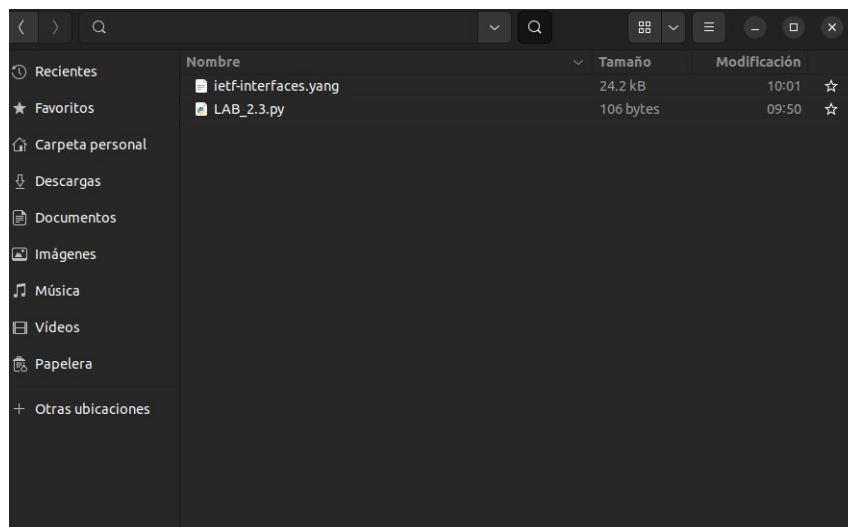 Nombre Tamaño Modificación
Recientes
ietf-interfaces.yang 24.2 kB 10:01
LAB_2.3.py 106 bytes 09:50
Favoritos
Carpeta personal
Descargas
Documentos
Imágenes
Música
Vídeos
Papelera
+ Otras ubicaciones